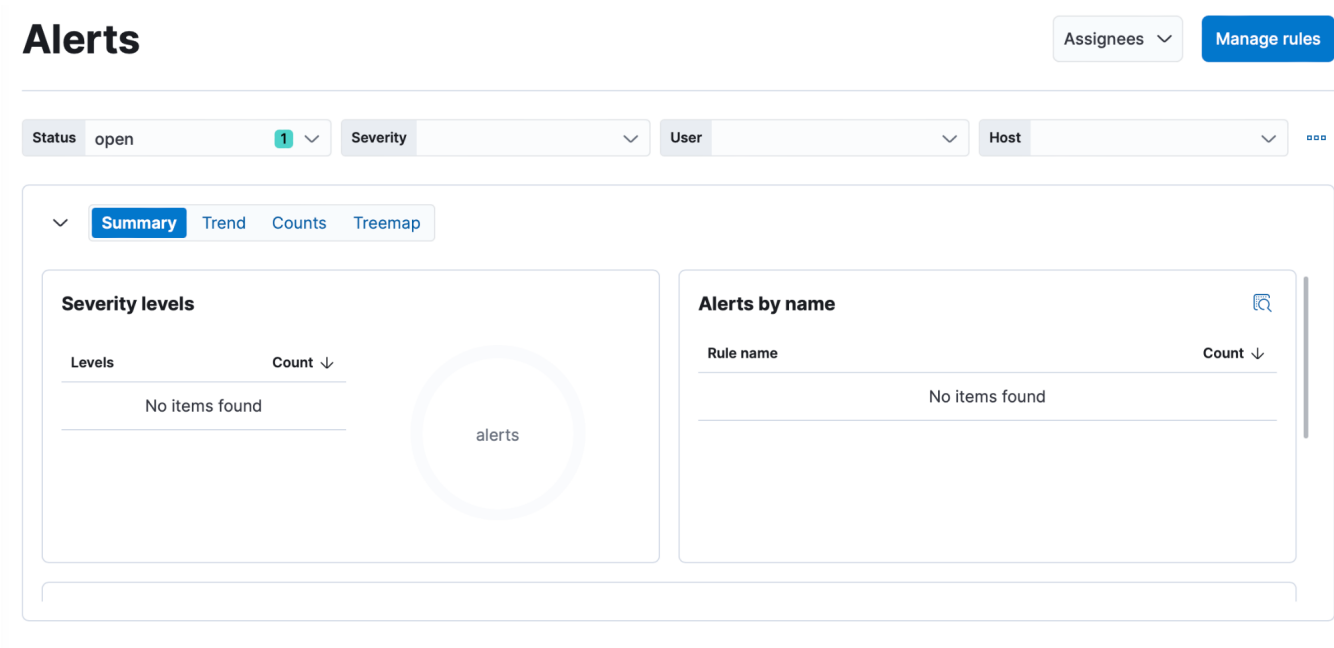 Alerts
Assignees
Manage rules
Status open 1
Severity
User
Host
Summary Trend Counts Treemap
Severity levels
Levels Count
No items found
alerts
Alerts by name
Rule name Count
No items found